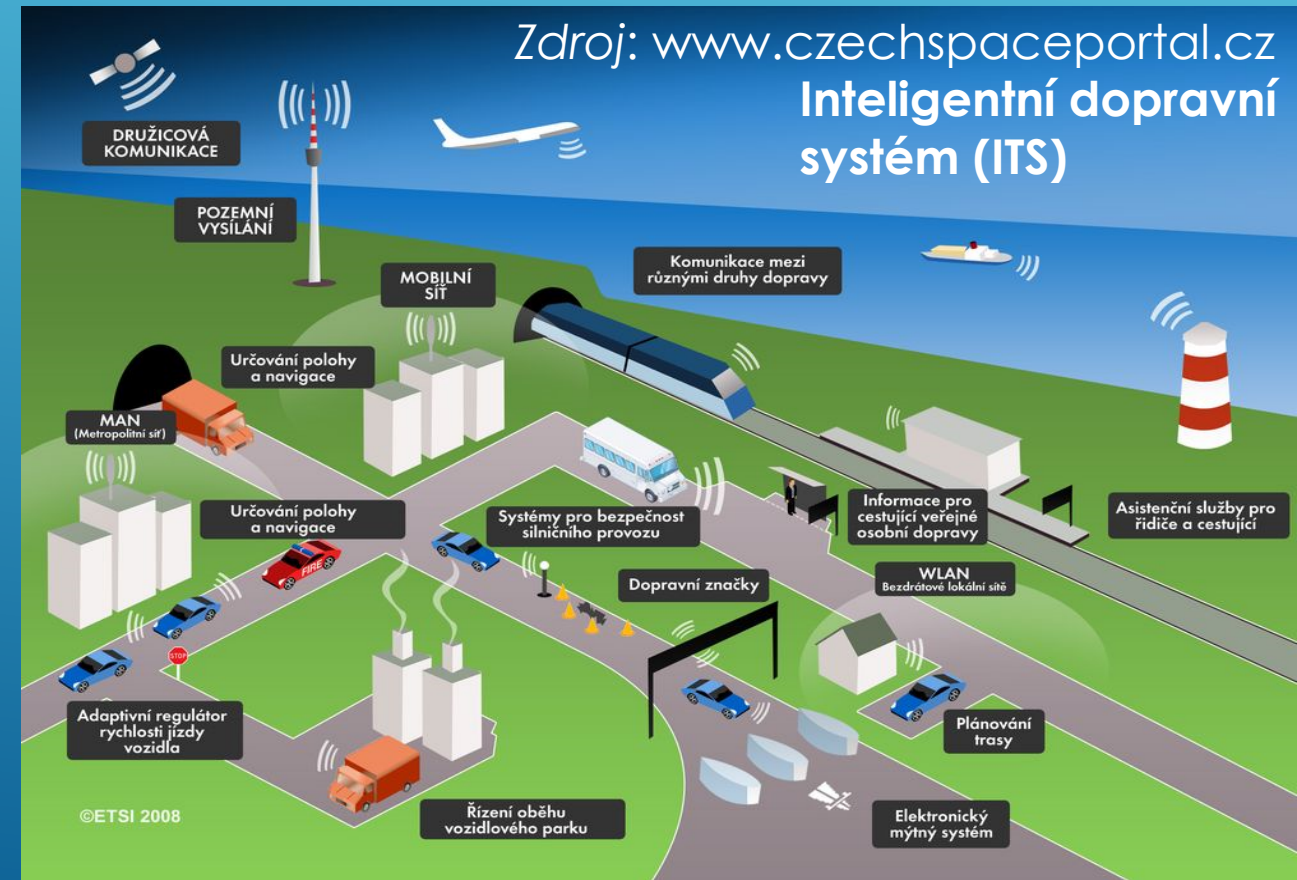 Zdroj: www.czechspaceportal.cz
Inteligentní dopravní
systém (ITS)
DRUŽICOVÁ
KOMUNIKACE
POZEMNÍ
VYSÍLÁNÍ
MOBILNÍ
SÍŤ
Komunikace mezi
různými druhy dopravy
Určování polohy
a navigace
MAN
(Metropolitní síť)
Určování polohy
a navigace
Systémy pro bezpečnost
silničního provozu
Informace pro
cestující veřejné
osobní dopravy
Asistenční služby pro
řidiče a cestující
FIRE
Dopravní značky
WLAN
Bezdrátové lokální sítě
STOP
Adaptivní regulátor
rychlosti jízdy
vozidla
Plánování
trasy
©ETSI 2008
Řízení oběhu
vozidlového parku
Elektronický
mýtný systém